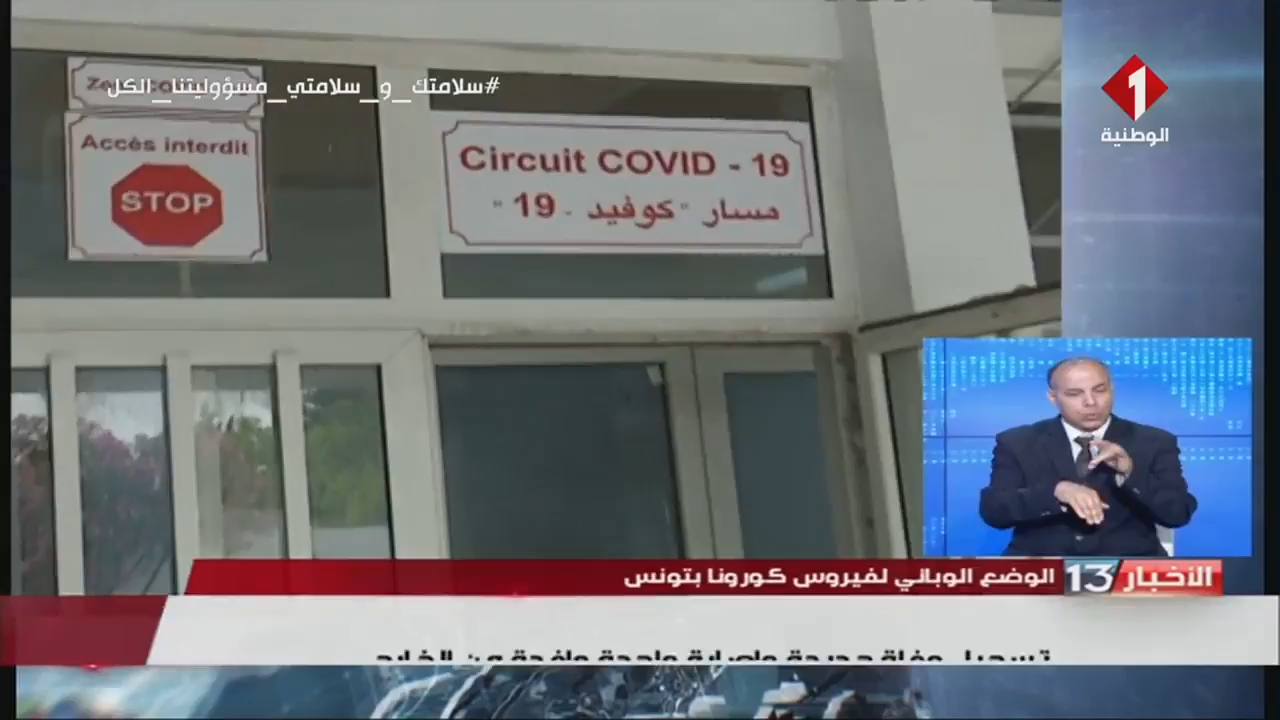 #سلامتك_و_سلامتي_مسؤوليتنا_الكل
1
الوطنية
Accès interdit
STOP
Circuit COVID - 19
مسار "كوفيد - 19"
الأخبار 13
الوضع الوبائي لفيروس كورونا بتونس